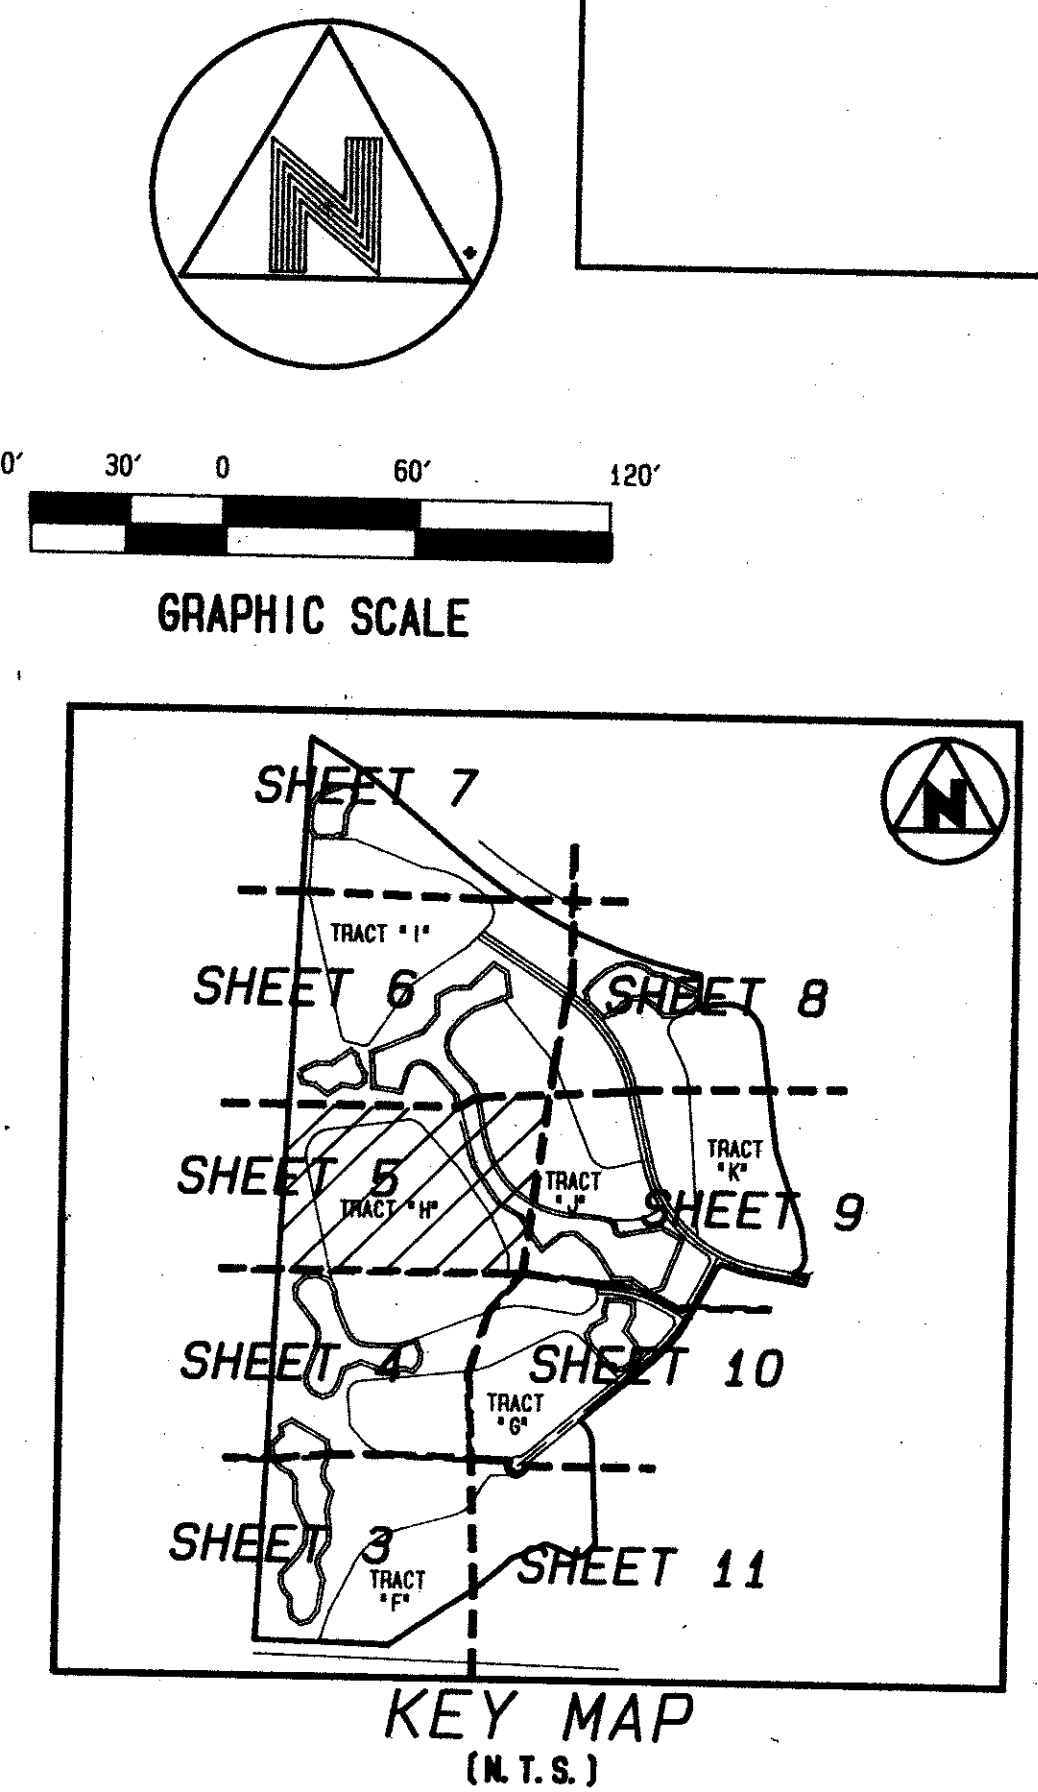 N
0' 30' 0 60' 120'
GRAPHIC SCALE
N
SHEET 7
TRACT "I"
SHEET 6
SHEET 8
SHEET 5
TRACT "H"
TRACT
"J"
TRACT
"K"
SHEET 9
SHEET 4
SHEET 10
TRACT
"G"
SHEET 3
TRACT
"F"
SHEET 11
KEY MAP
(N.T.S.)